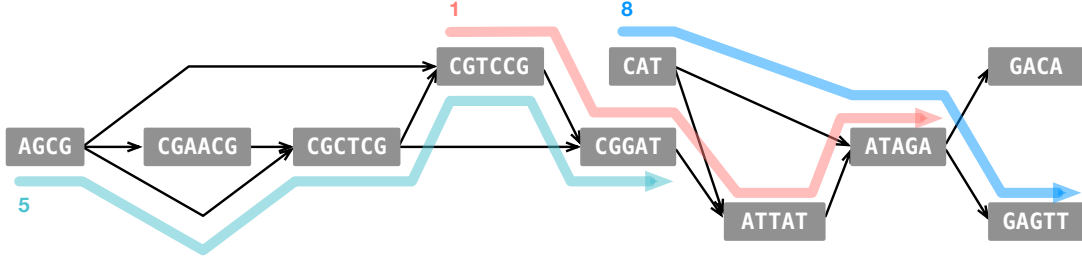 1
8
CGTCCG
CAT
GACA
AGCG
CGAACG
CGCTCG
CGGAT
ATAGA
5
ATTAT
GAGTT